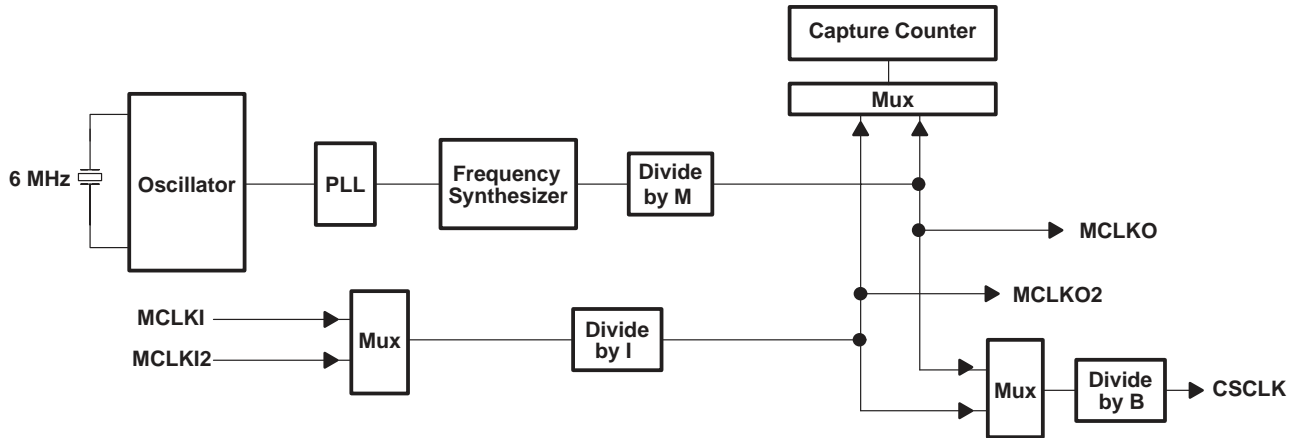 Capture Counter
Mux
6 MHz
Oscillator
PLL
Frequency
Synthesizer
Divide
by M
MCLKO
MCLKO2
MCLKI
MCLKI2
Mux
Divide
by I
Mux
Divide
by B
CSCLK